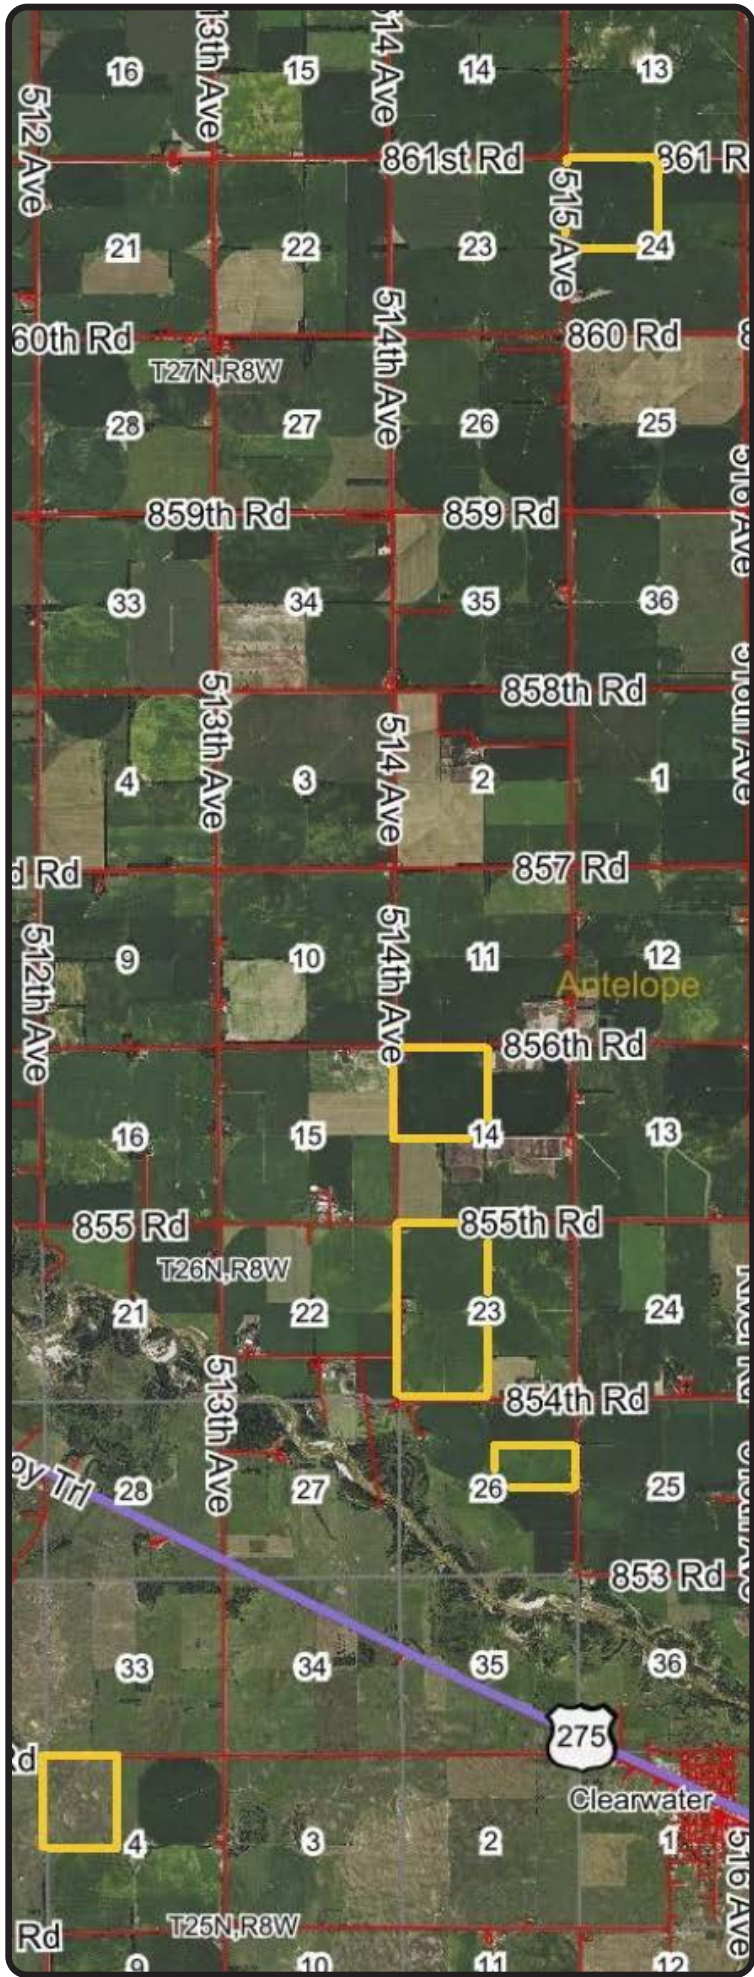 13th Ave
514 Ave
16
15
14
13
512 Ave
861st Rd
861 R
515 Ave
21
22
23
24
514th Ave
60th Rd
860 Rd
T27N,R8W
28
27
26
25
516 Ave
859th Rd
859 Rd
33
34
35
36
858th Rd
513th Ave
514 Ave
4
3
2
1
d Rd
857 Rd
512th Ave
514th Ave
9
10
11
12
Antelope
856th Rd
16
15
14
13
855 Rd
855th Rd
T26N,R8W
21
22
23
24
513th Ave
854th Rd
oy Trl
28
27
26
25
853 Rd
33
34
35
36
275
Rd
Clearwater
4
3
2
1
516 Ave
Rd
T25N,R8W
9
10
11
12